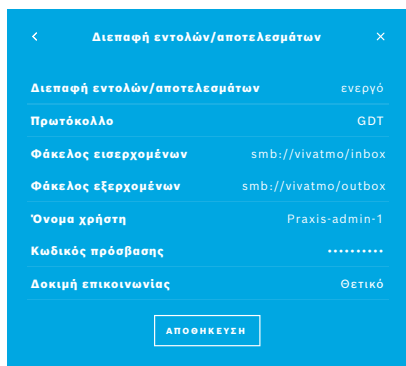 Διεπαφή εντολών/αποτελεσμάτων
Διεπαφή εντολών/αποτελεσμάτων ενεργό
Πρωτόκολλο GDT
Φάκελος εισερχομένων smb://vivatmo/inbox
Φάκελος εξερχομένων smb://vivatmo/outbox
Όνομα χρήστη Praxis-admin-1
Κωδικός πρόσβασης ••••••••••
Δοκιμή επικοινωνίας Θετικό
ΑΠΟΘΗΚΕΥΣΗ